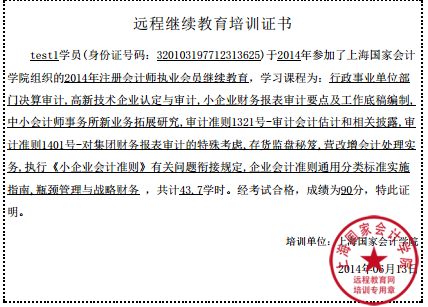 远程继续教育培训证书
test1学员(身份证号码: 320103197712313625)于2014年参加了上海国家会计
学院组织的2014年注册会计师执业会员继续教育, 学习课程为: 行政事业单位部
门决算审计,高新技术企业认定与审计,小企业财务报表审计要点及工作底稿编制,
中小会计师事务所新业务拓展研究,审计准则1321号-审计会计估计和相关披露,审
计准则1401号-对集团财务报表审计的特殊考虑,存货监盘秘笈,营改增会计处理实
务,执行《小企业会计准则》有关问题衔接规定,企业会计准则通用分类标准实施
指南,瓶颈管理与战略财务 , 共计43.7学时。经考试合格, 成绩为90分, 特此证
明。
培训单位: 上海国家会计学院
2014年06月13日
上海国家会计学院
远程教育网
培训专用章